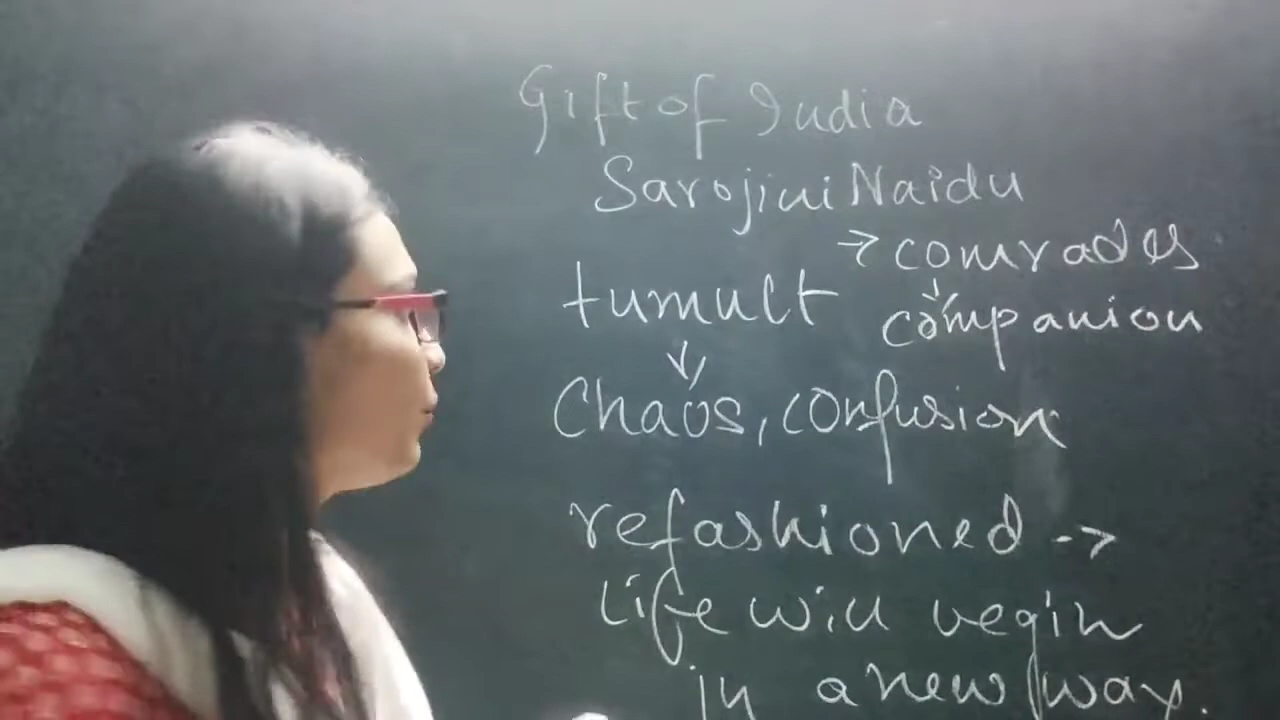 Gift of India
Sarojini Naidu
→ comrades
tumult
companion
Chaos, confusion
refashioned →
life will begin
in a new way.